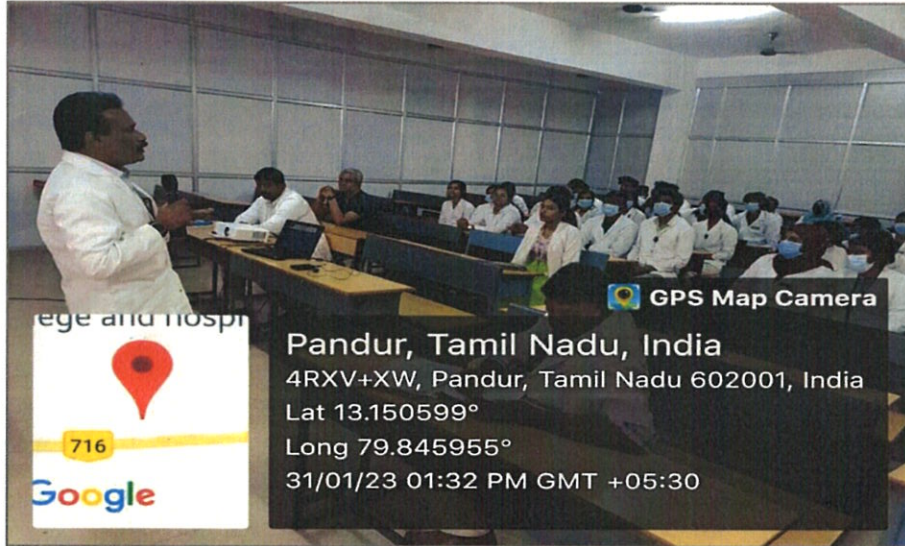 GPS Map Camera
ege and hospi
716
Google
Pandur, Tamil Nadu, India
4RXV+XW, Pandur, Tamil Nadu 602001, India
Lat 13.150599°
Long 79.845955°
31/01/23 01:32 PM GMT +05:30